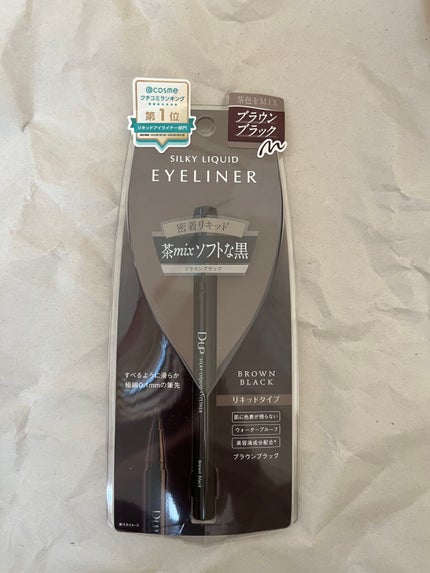 @cosme
クチコミランキング
第1位
リキッドアイライナー部門
茶色をMIX
ブラウン
ブラック
SILKY LIQUID
EYELINER
密着リキッド
茶mixソフトな黒
ブラウンブラック
すべるように滑らか
極細0.1mmの筆先
D-UP SILKY LIQUID EYELINER
brown black
BROWN
BLACK
リキッドタイプ
肌に色素が残らない
ウォータープルーフ
美容液成分配合*
ブラウンブラック
D-UP